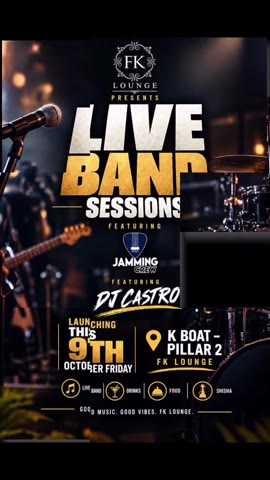 FK
LOUNGE
PRESENTS
LIVE
BAND
SESSIONS
FEATURING
JAMMING
CREW
FEATURING
DJ CASTRO
LAUNCHING
THIS
9TH
OCTOBER FRIDAY
K BOAT -
PILLAR 2
FK LOUNGE
LIVE BAND
DRINKS
FOOD
SHISHA
GOOD MUSIC. GOOD VIBES. FK LOUNGE.